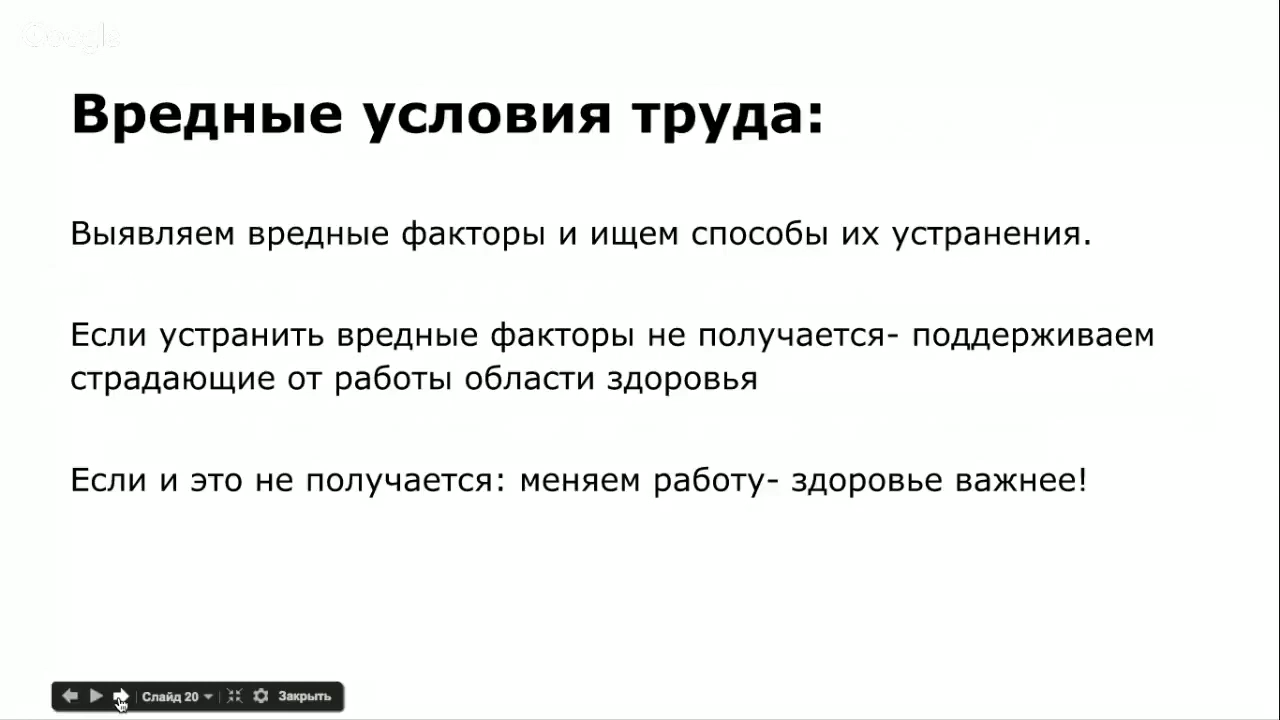 Google
Вредные условия труда:
Выявляем вредные факторы и ищем способы их устранения.
Если устранить вредные факторы не получается- поддерживаем
страдающие от работы области здоровья
Если и это не получается: меняем работу- здоровье важнее!
Слайд 20 Закрыть